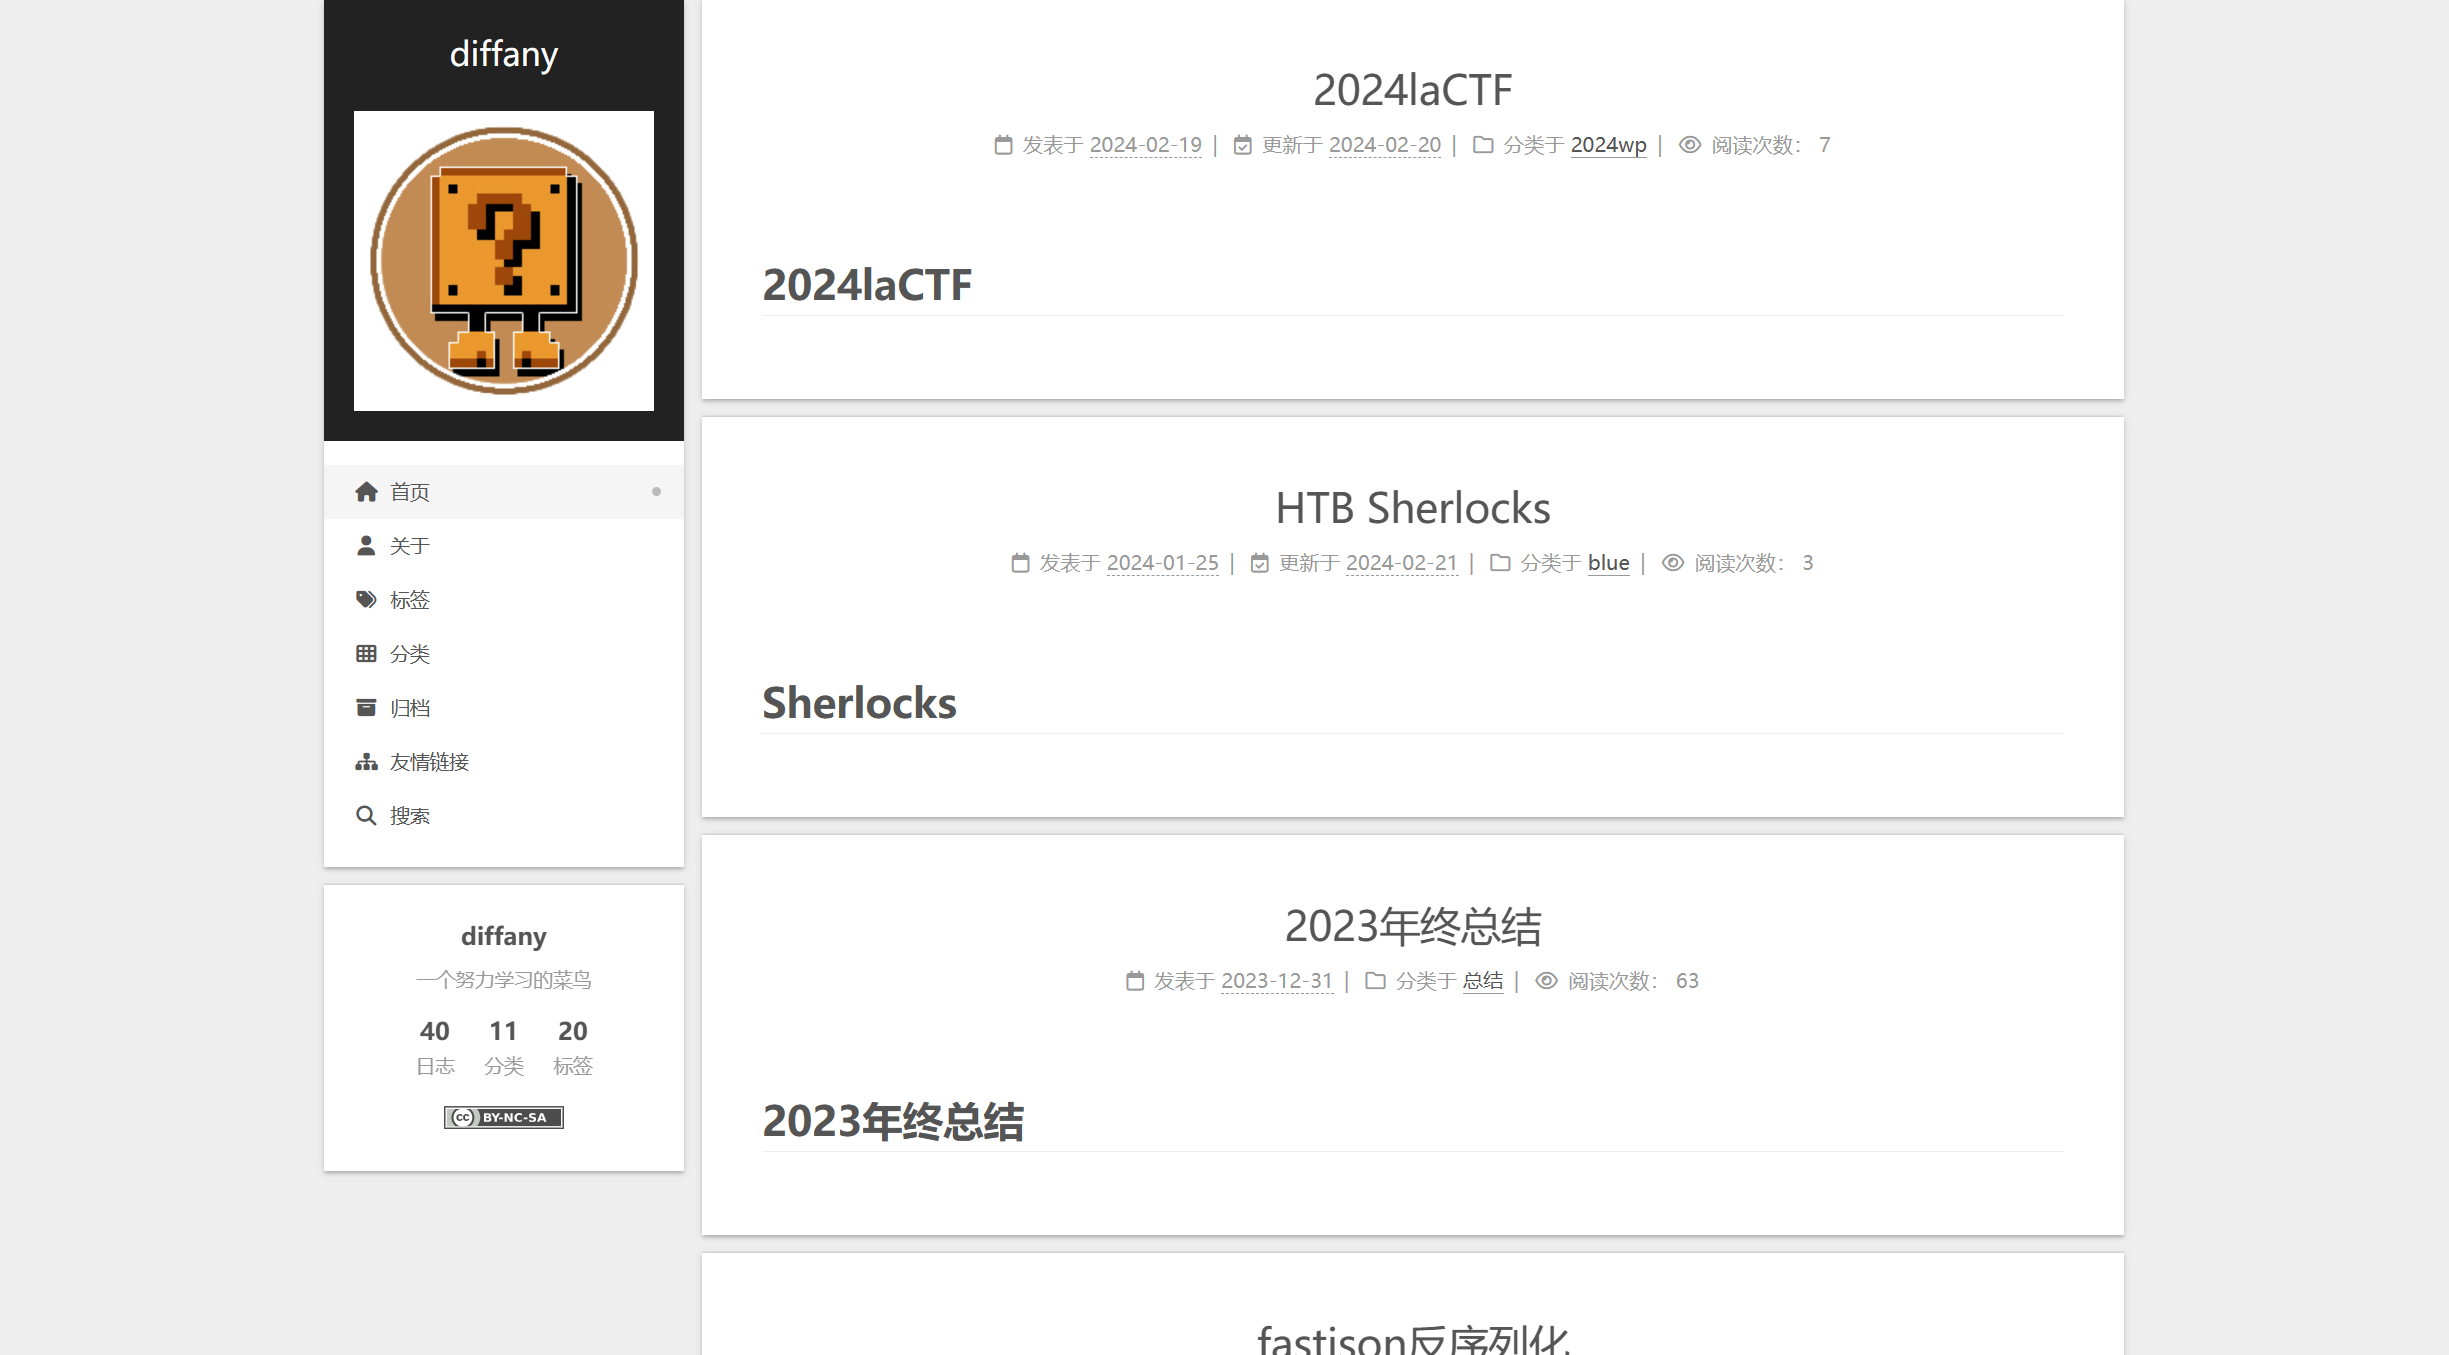 diffany
首页
关于
标签
分类
归档
友情链接
搜索
diffany
一个努力学习的菜鸟
40 11 20
日志 分类 标签
cc BY-NC-SA
2024laCTF
发表于 2024-02-19 | 更新于 2024-02-20 | 分类于 2024wp | 阅读次数： 7
2024laCTF
HTB Sherlocks
发表于 2024-01-25 | 更新于 2024-02-21 | 分类于 blue | 阅读次数： 3
Sherlocks
2023年终总结
发表于 2023-12-31 | 分类于 总结 | 阅读次数： 63
2023年终总结
fastjson反序列化